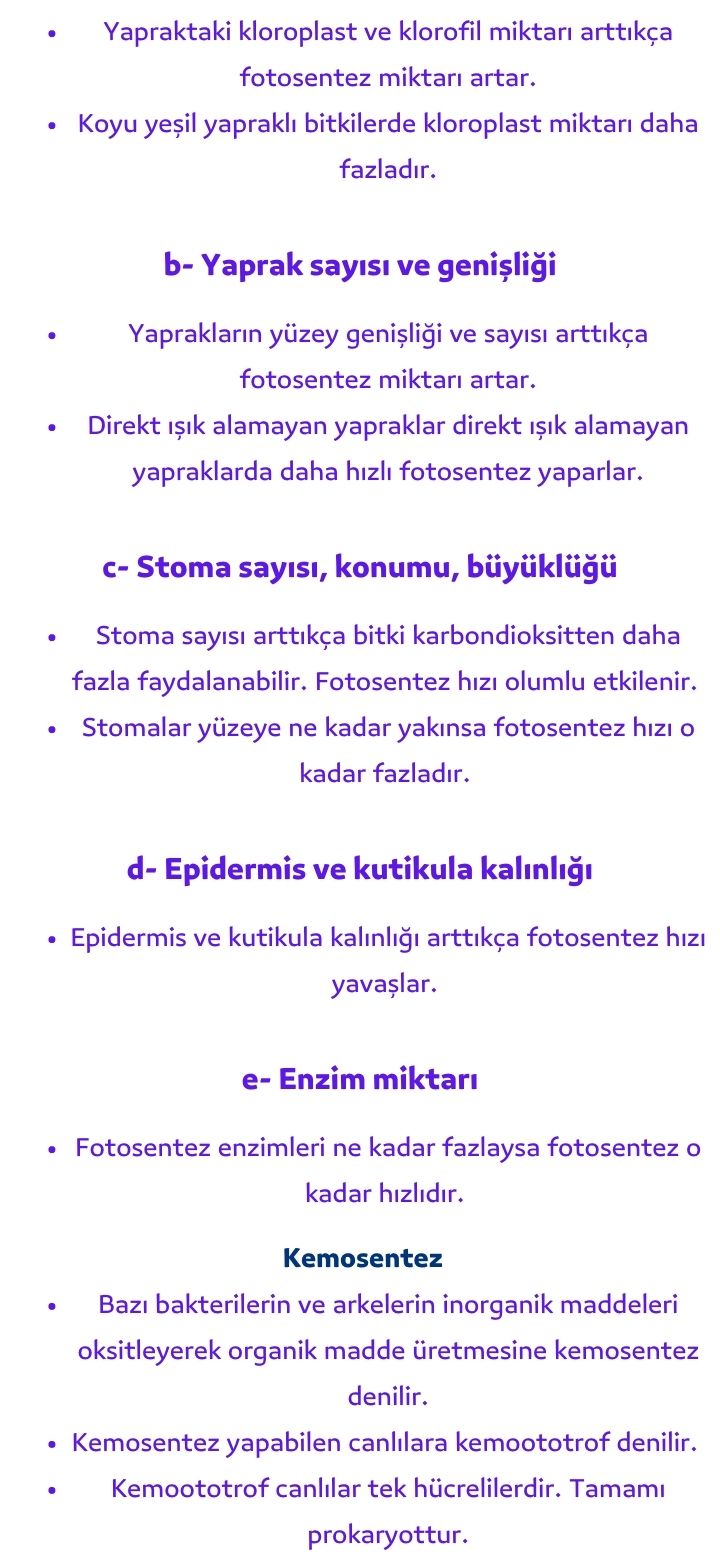 • Yapraktaki kloroplast ve klorofil miktarı arttıkça
fotosentez miktarı artar.
• Koyu yeşil yapraklı bitkilerde kloroplast miktarı daha
fazladır.
b- Yaprak sayısı ve genişliği
• Yaprakların yüzey genişliği ve sayısı arttıkça
fotosentez miktarı artar.
• Direkt ışık alamayan yapraklar direkt ışık alamayan
yapraklarda daha hızlı fotosentez yaparlar.
c- Stoma sayısı, konumu, büyüklüğü
• Stoma sayısı arttıkça bitki karbondioksitten daha
fazla faydalanabilir. Fotosentez hızı olumlu etkilenir.
• Stomalar yüzeye ne kadar yakınsa fotosentez hızı o
kadar fazladır.
d- Epidermis ve kutikula kalınlığı
• Epidermis ve kutikula kalınlığı arttıkça fotosentez hızı
yavaşlar.
e- Enzim miktarı
• Fotosentez enzimleri ne kadar fazlaysa fotosentez o
kadar hızlıdır.
Kemosentez
• Bazı bakterilerin ve arkelerin inorganik maddeleri
oksitleyerek organik madde üretmesine kemosentez
denilir.
• Kemosentez yapabilen canlılara kemoototrof denilir.
• Kemoototrof canlılar tek hücrelilerdir. Tamamı
prokaryottur.